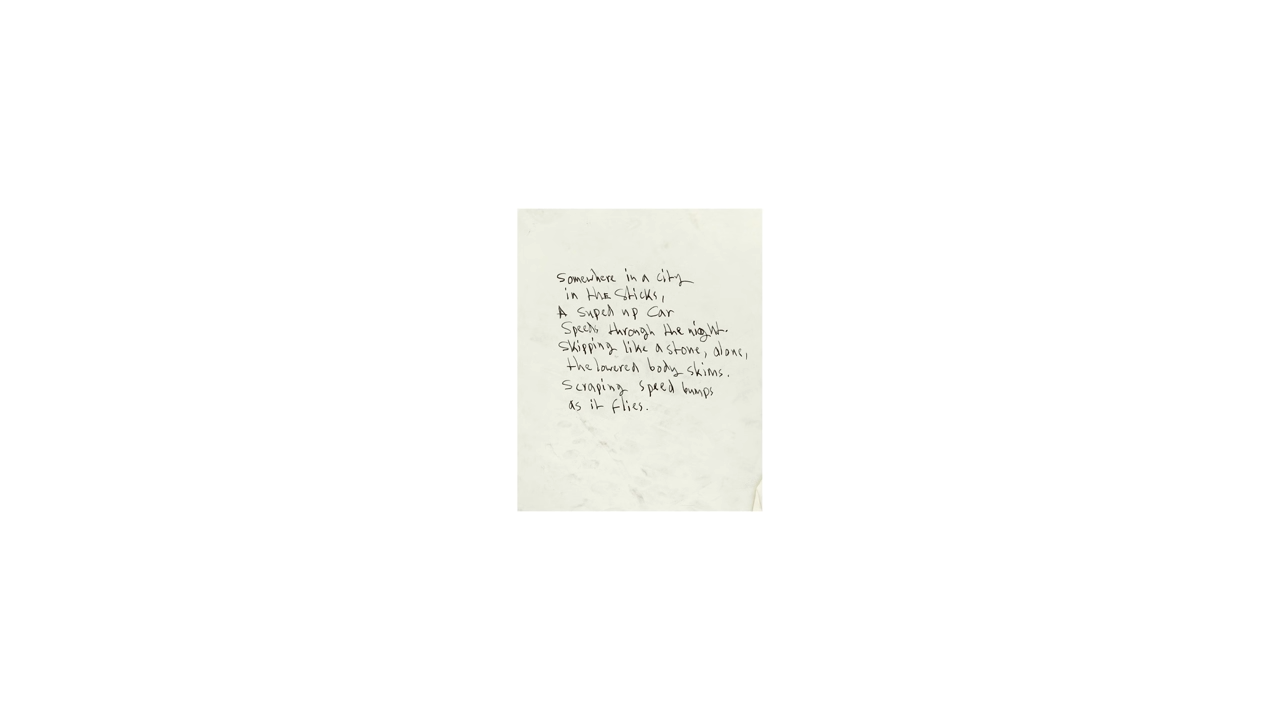 Somewhere in a city
in the Sticks,
A suped up Car
Speeds through the night.
Skipping like a stone, alone,
the lowered body skims.
Scraping speed bumps
as it flies.